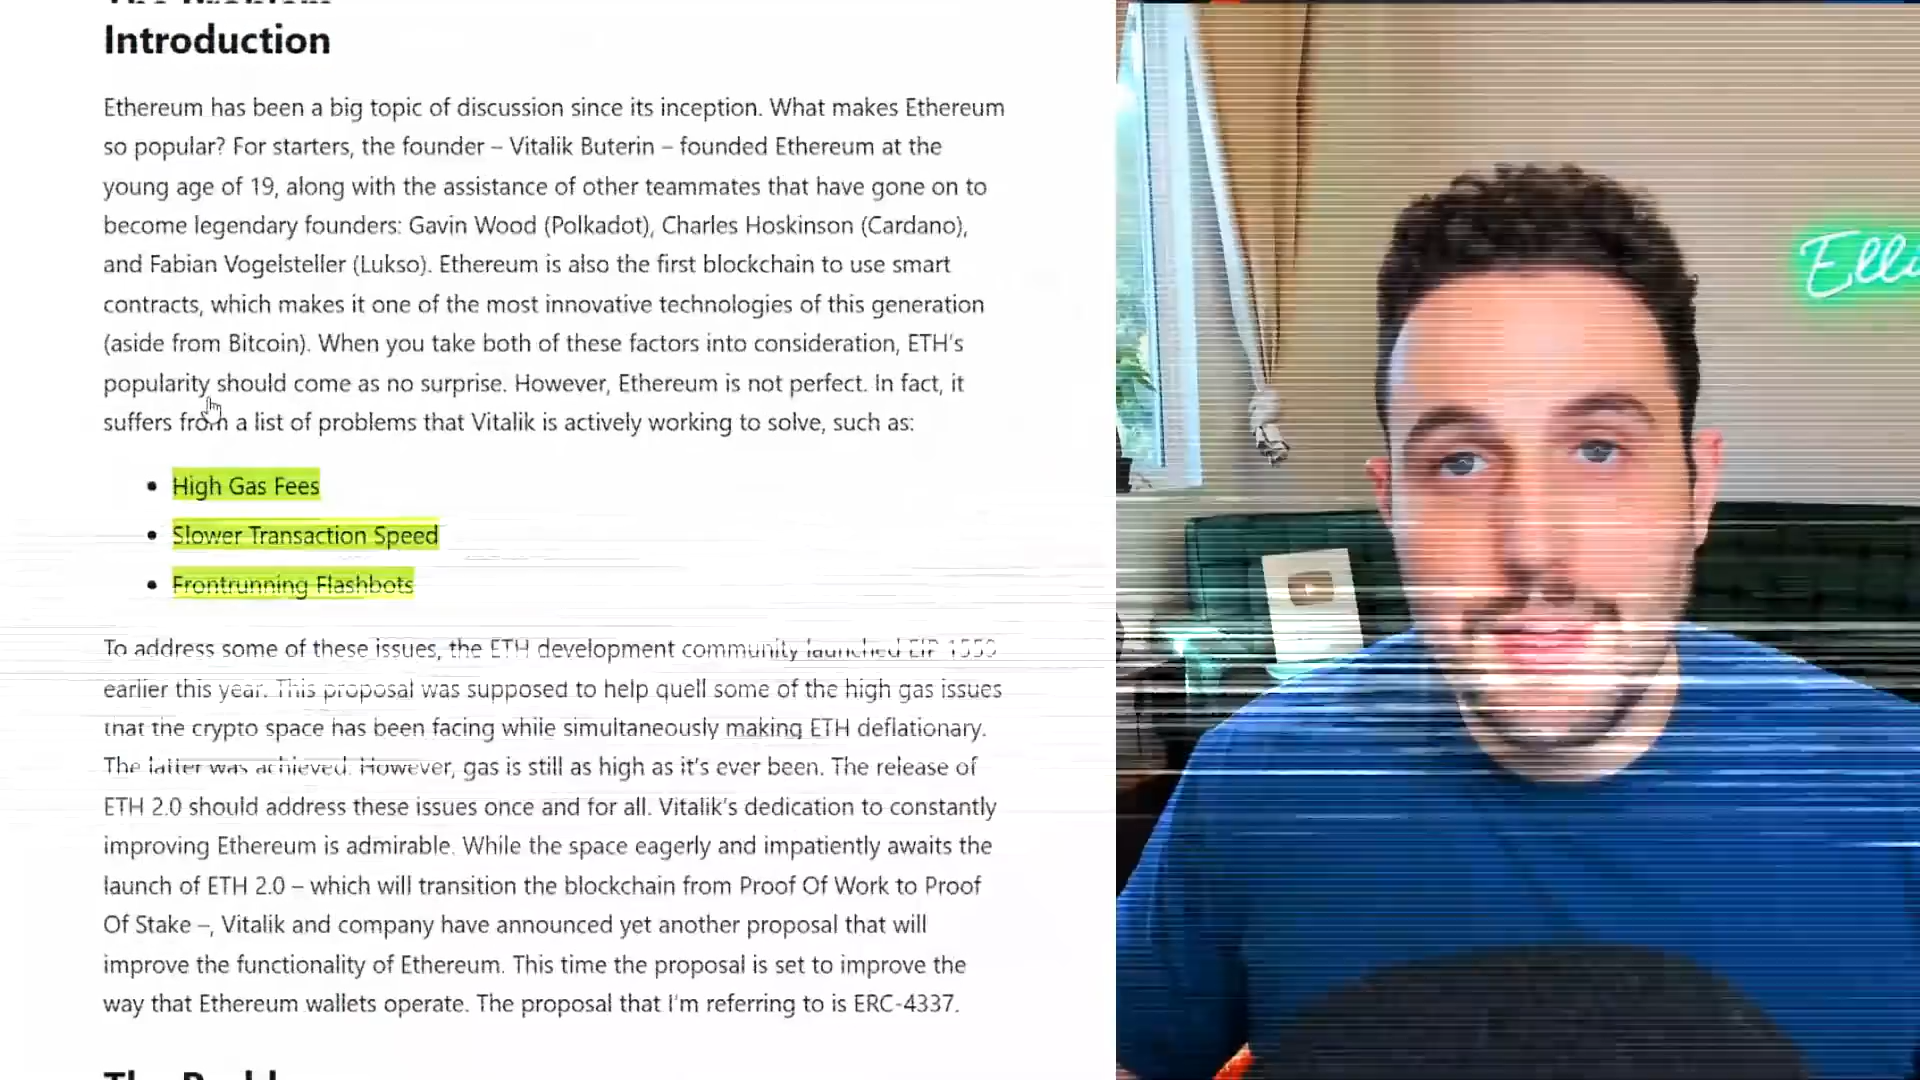 Introduction
Ethereum has been a big topic of discussion since its inception. What makes Ethereum
so popular? For starters, the founder – Vitalik Buterin – founded Ethereum at the
young age of 19, along with the assistance of other teammates that have gone on to
become legendary founders: Gavin Wood (Polkadot), Charles Hoskinson (Cardano),
and Fabian Vogelsteller (Lukso). Ethereum is also the first blockchain to use smart
contracts, which makes it one of the most innovative technologies of this generation
(aside from Bitcoin). When you take both of these factors into consideration, ETH's
popularity should come as no surprise. However, Ethereum is not perfect. In fact, it
suffers from a list of problems that Vitalik is actively working to solve, such as:
• High Gas Fees
• Slower Transaction Speed
• Frontrunning Flashbots
To address some of these issues, the ETH development community launched EIP 1559
earlier this year. This proposal was supposed to help quell some of the high gas issues
that the crypto space has been facing while simultaneously making ETH deflationary.
The latter was achieved. However, gas is still as high as it's ever been. The release of
ETH 2.0 should address these issues once and for all. Vitalik's dedication to constantly
improving Ethereum is admirable. While the space eagerly and impatiently awaits the
launch of ETH 2.0 – which will transition the blockchain from Proof Of Work to Proof
Of Stake –, Vitalik and company have announced yet another proposal that will
improve the functionality of Ethereum. This time the proposal is set to improve the
way that Ethereum wallets operate. The proposal that I'm referring to is ERC-4337.